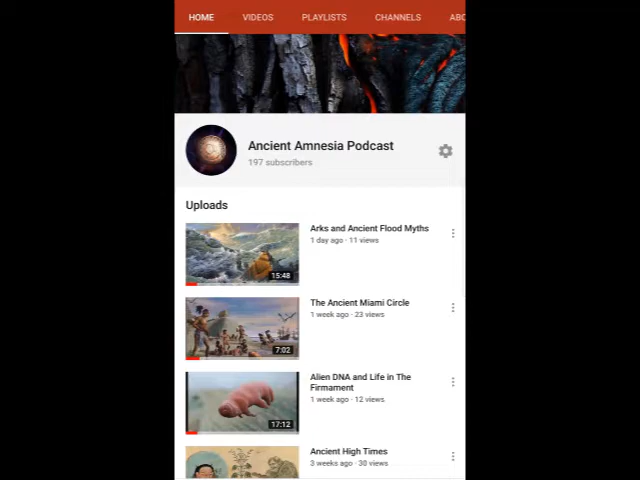 HOME VIDEOS PLAYLISTS CHANNELS ABO
Ancient Amnesia Podcast
197 subscribers
Uploads
Arks and Ancient Flood Myths
1 day ago · 11 views
15:48
The Ancient Miami Circle
1 week ago · 23 views
7:02
Alien DNA and Life in The
Firmament
1 week ago · 12 views
17:12
Ancient High Times
3 weeks ago · 30 views